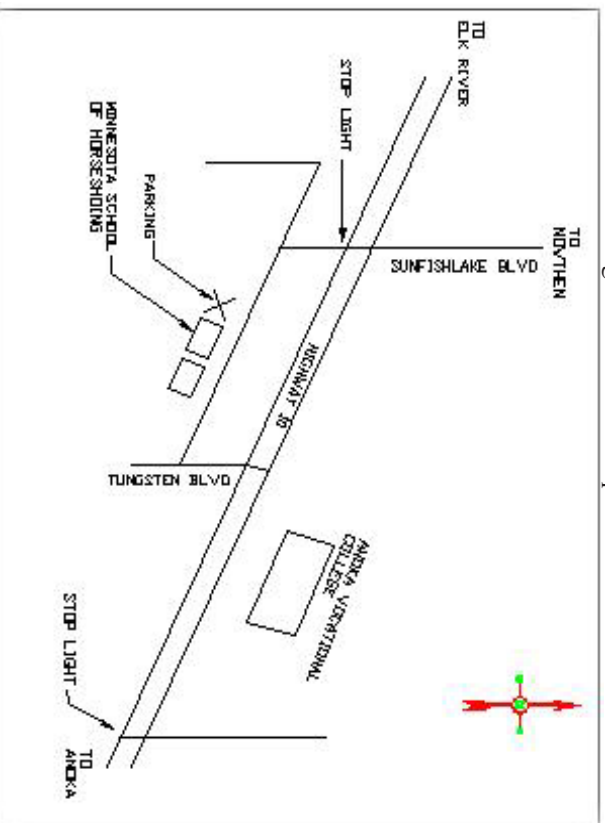 TO
ELK RIVER
STOP LIGHT
TO
NOWTHEN
SUNFISHLAKE BLVD
MINNESOTA SCHOOL
OF HORSESHOING
PARKING
HIGHWAY 10
TUNGSTEN BLVD
ANOKA VOCATIONAL
COLLEGE
STOP LIGHT
TO
ANOKA